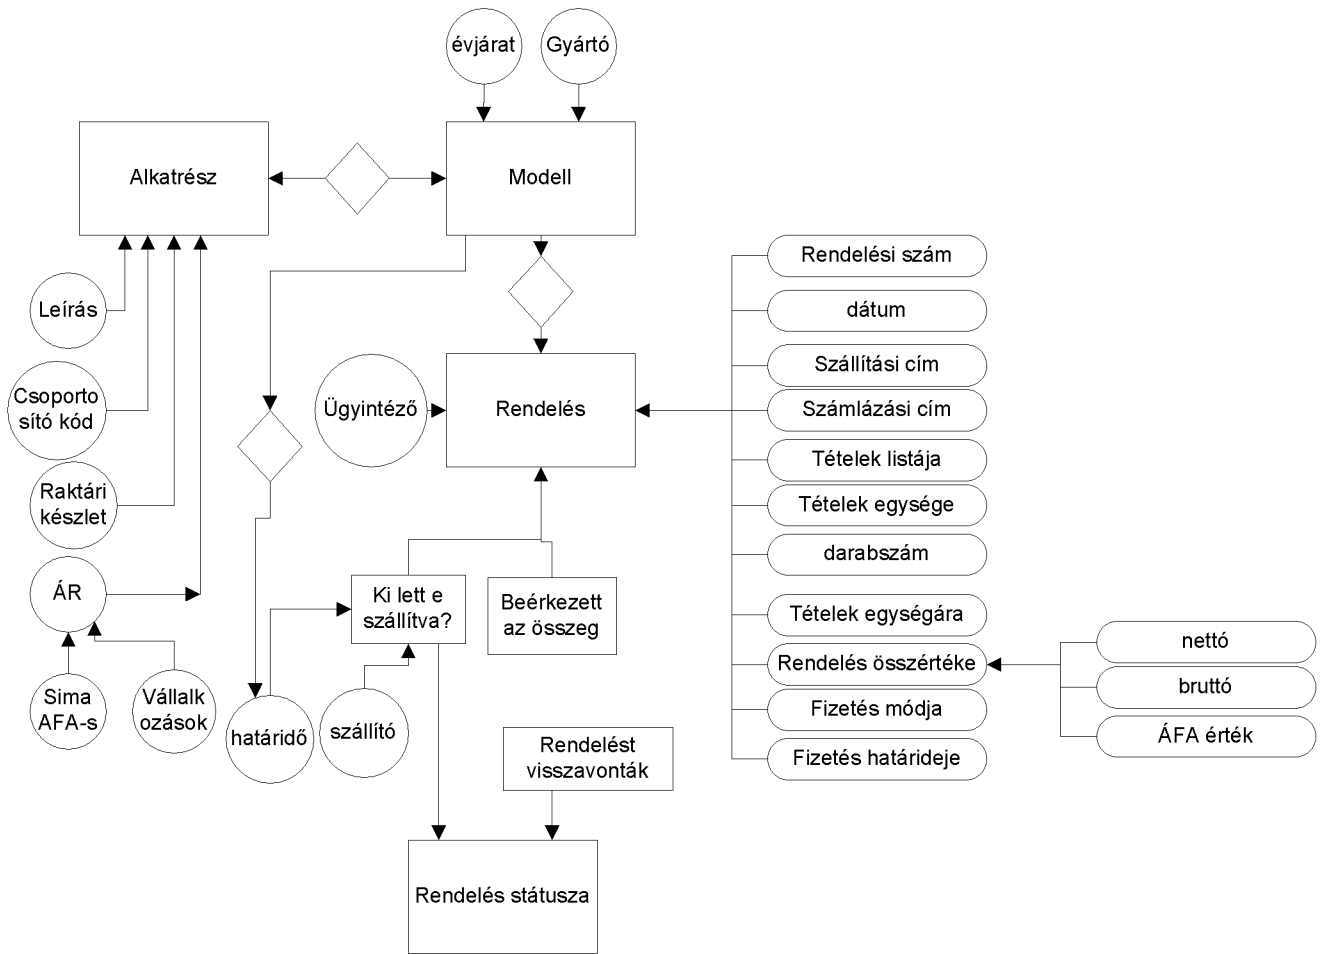 évjárat
Gyártó
Alkatrész
Modell
Leírás
Csoporto
sító kód
Raktári
készlet
ÁR
Sima
AFA-s
Vállalk
ozások
Ügyintéző
Rendelés
Ki lett e
szállítva?
Beérkezett
az összeg
határidő
szállító
Rendelést
visszavonták
Rendelés státusza
Rendelési szám
dátum
Szállítási cím
Számlázási cím
Tételek listája
Tételek egysége
darabszám
Tételek egységára
Rendelés összértéke
Fizetés módja
Fizetés határideje
nettó
bruttó
ÁFA érték